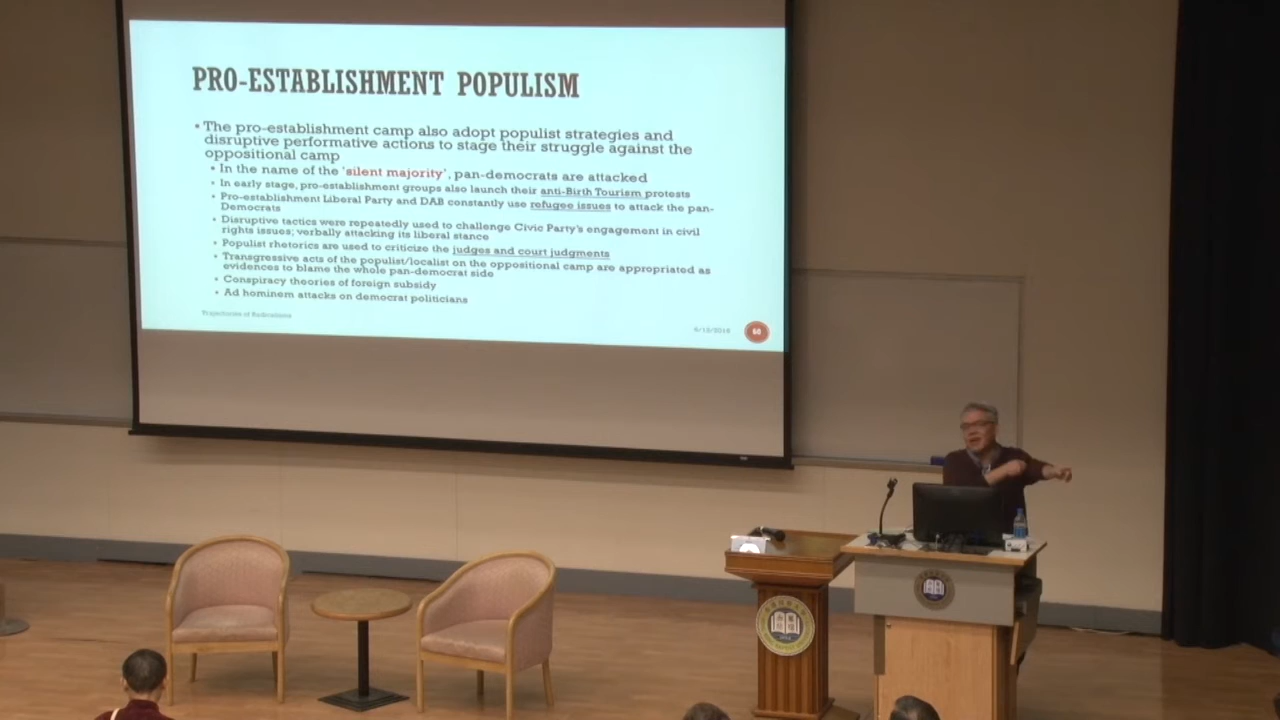 PRO-ESTABLISHMENT POPULISM
• The pro-establishment camp also adopt populist strategies and
disruptive performative actions to stage their struggle against the
oppositional camp
• In the name of the 'silent majority', pan-democrats are attacked
• In early stage, pro-establishment groups also launch their anti-Birth Tourism protests
• Pro-establishment Liberal Party and DAB constantly use refugee issues to attack the pan-
Democrats
• Disruptive tactics were repeatedly used to challenge Civic Party's engagement in civil
rights issues; verbally attacking its liberal stance
• Populist rhetorics are used to criticize the judges and court judgments
• Transgressive acts of the populist/localist on the oppositional camp are appropriated as
evidences to blame the whole pan-democrat side
• Conspiracy theories of foreign subsidy
• Ad hominem attacks on democrat politicians
Trajectories of Radicalisms
60